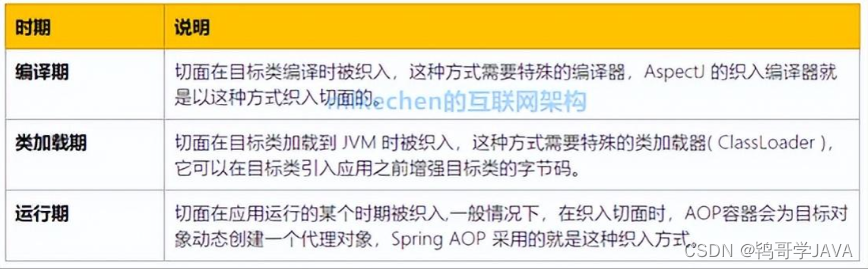 时期 说明
编译期 切面在目标类编译时被织入，这种方式需要特殊的编译器，AspectJ 的织入编译器就
是以这种方式织入切面的。
mikechen的互联网架构
类加载期 切面在目标类加载到 JVM 时被织入，这种方式需要特殊的类加载器( ClassLoader )，
它可以在目标类引入应用之前增强目标类的字节码。
运行期 切面在应用运行的某个时期被织入,一般情况下，在织入切面时，AOP容器会为目标对
象动态创建一个代理对象，Spring AOP 采用的就是这种织入方式。
CSDN @鸨哥学JAVA